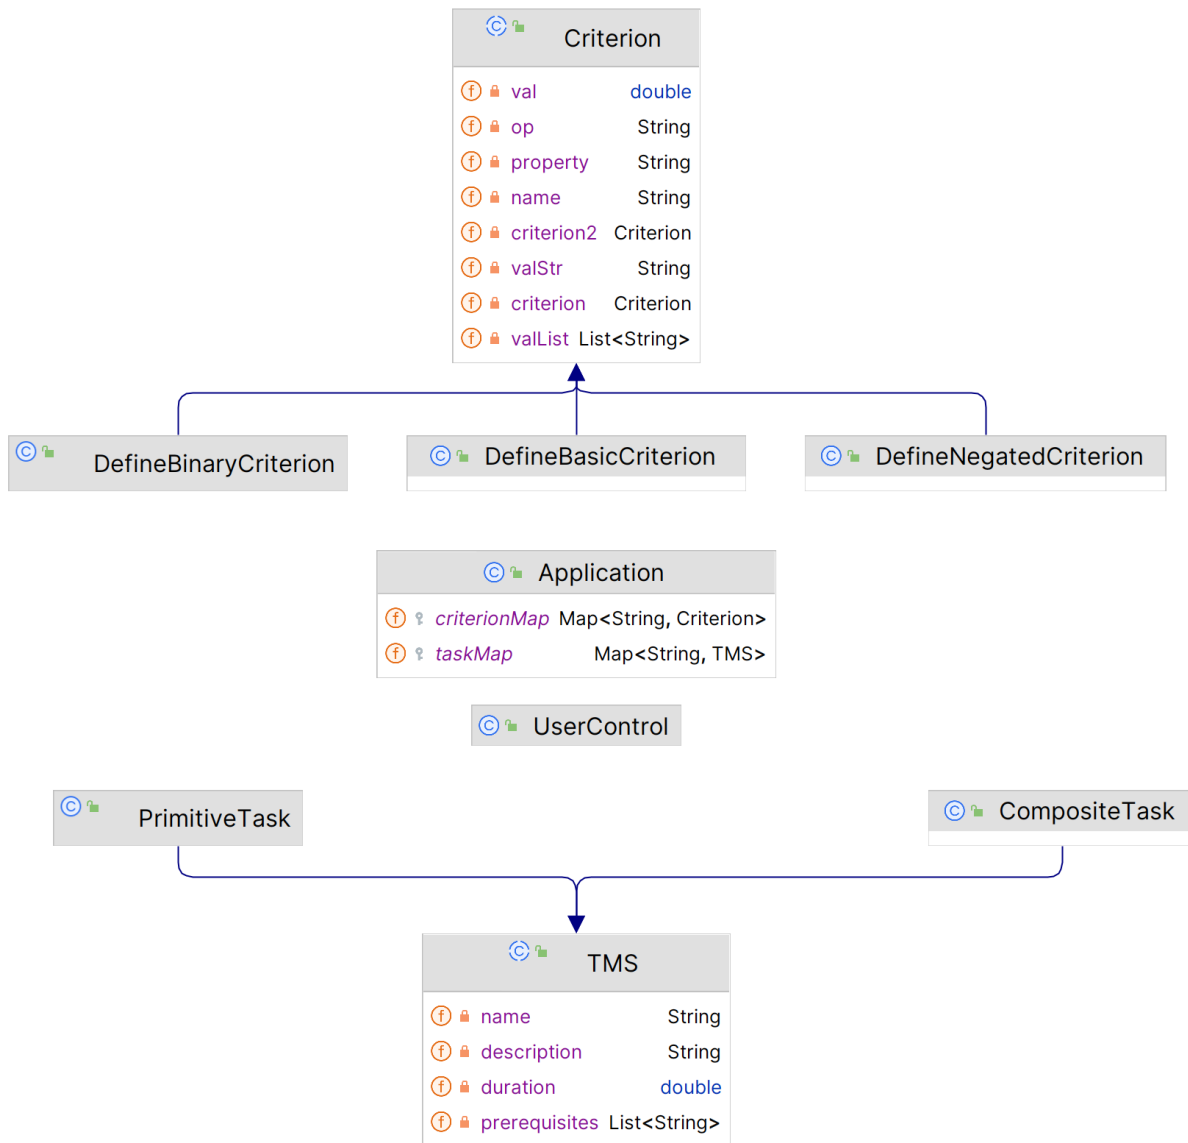 Criterion
val double
op String
property String
name String
criterion2 Criterion
valStr String
criterion Criterion
valList List<String>
DefineBinaryCriterion
DefineBasicCriterion
DefineNegatedCriterion
Application
criterionMap Map<String, Criterion>
taskMap Map<String, TMS>
UserControl
PrimitiveTask
CompositeTask
TMS
name String
description String
duration double
prerequisites List<String>